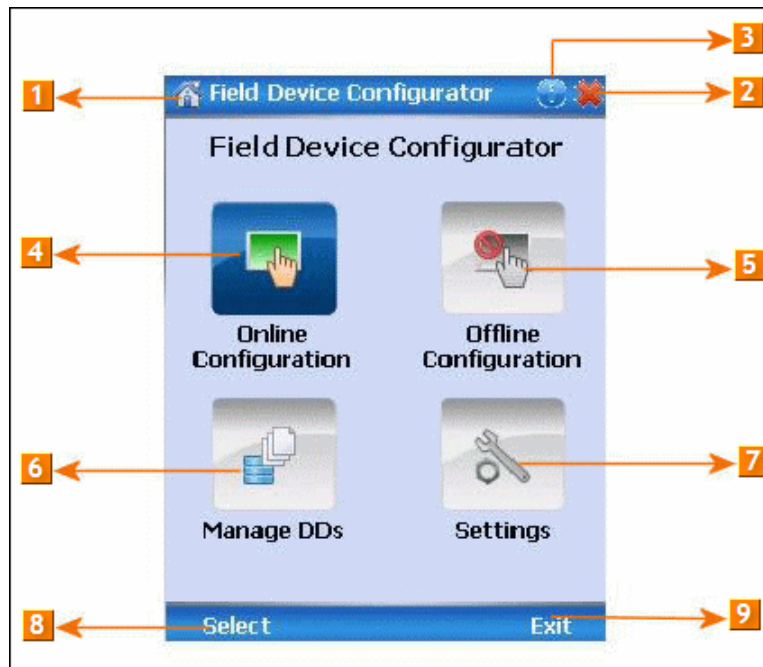 3
1
Field Device Configurator
2
Field Device Configurator
4
5
Online
Configuration
Offline
Configuration
6
7
Manage DDs
Settings
8
Select
Exit
9